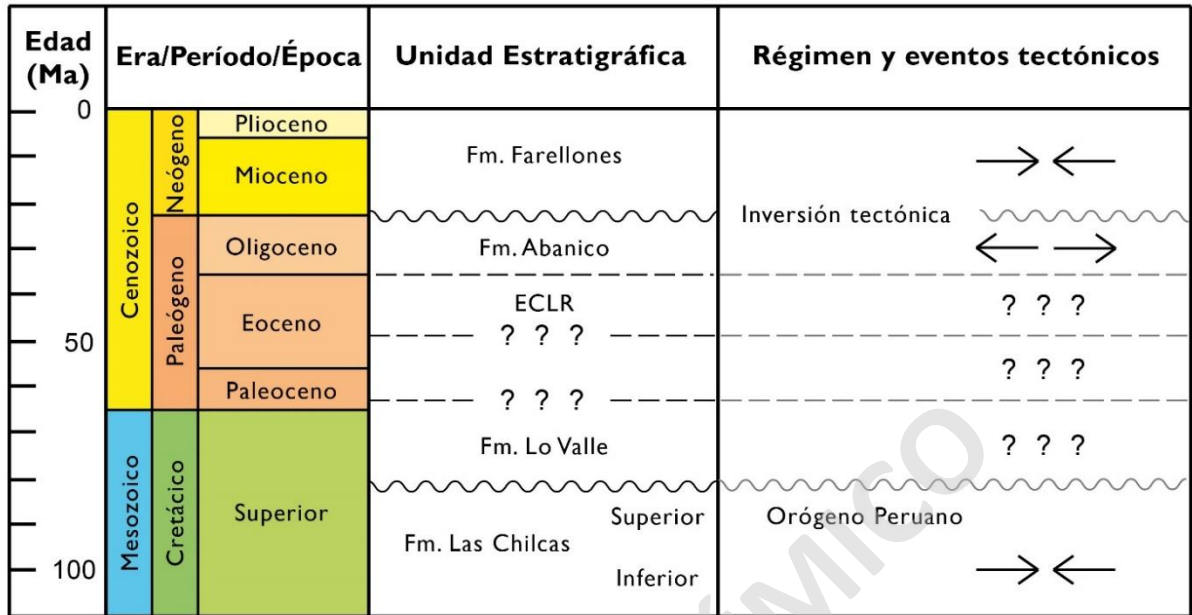 Edad
(Ma)
Era/Período/Época
Unidad Estratigráfica
Régimen y eventos tectónicos
0
50
100
Cenozoico
Mesozoico
Neógeno
Paleógeno
Cretácico
Plioceno
Mioceno
Oligoceno
Eoceno
Paleoceno
Superior
Fm. Farellones
Fm. Abanico
ECLR
? ? ?
? ? ?
Fm. Lo Valle
Superior
Fm. Las Chilcas
Inferior
Inversión tectónica
? ? ?
? ? ?
? ? ?
Orógeno Peruano